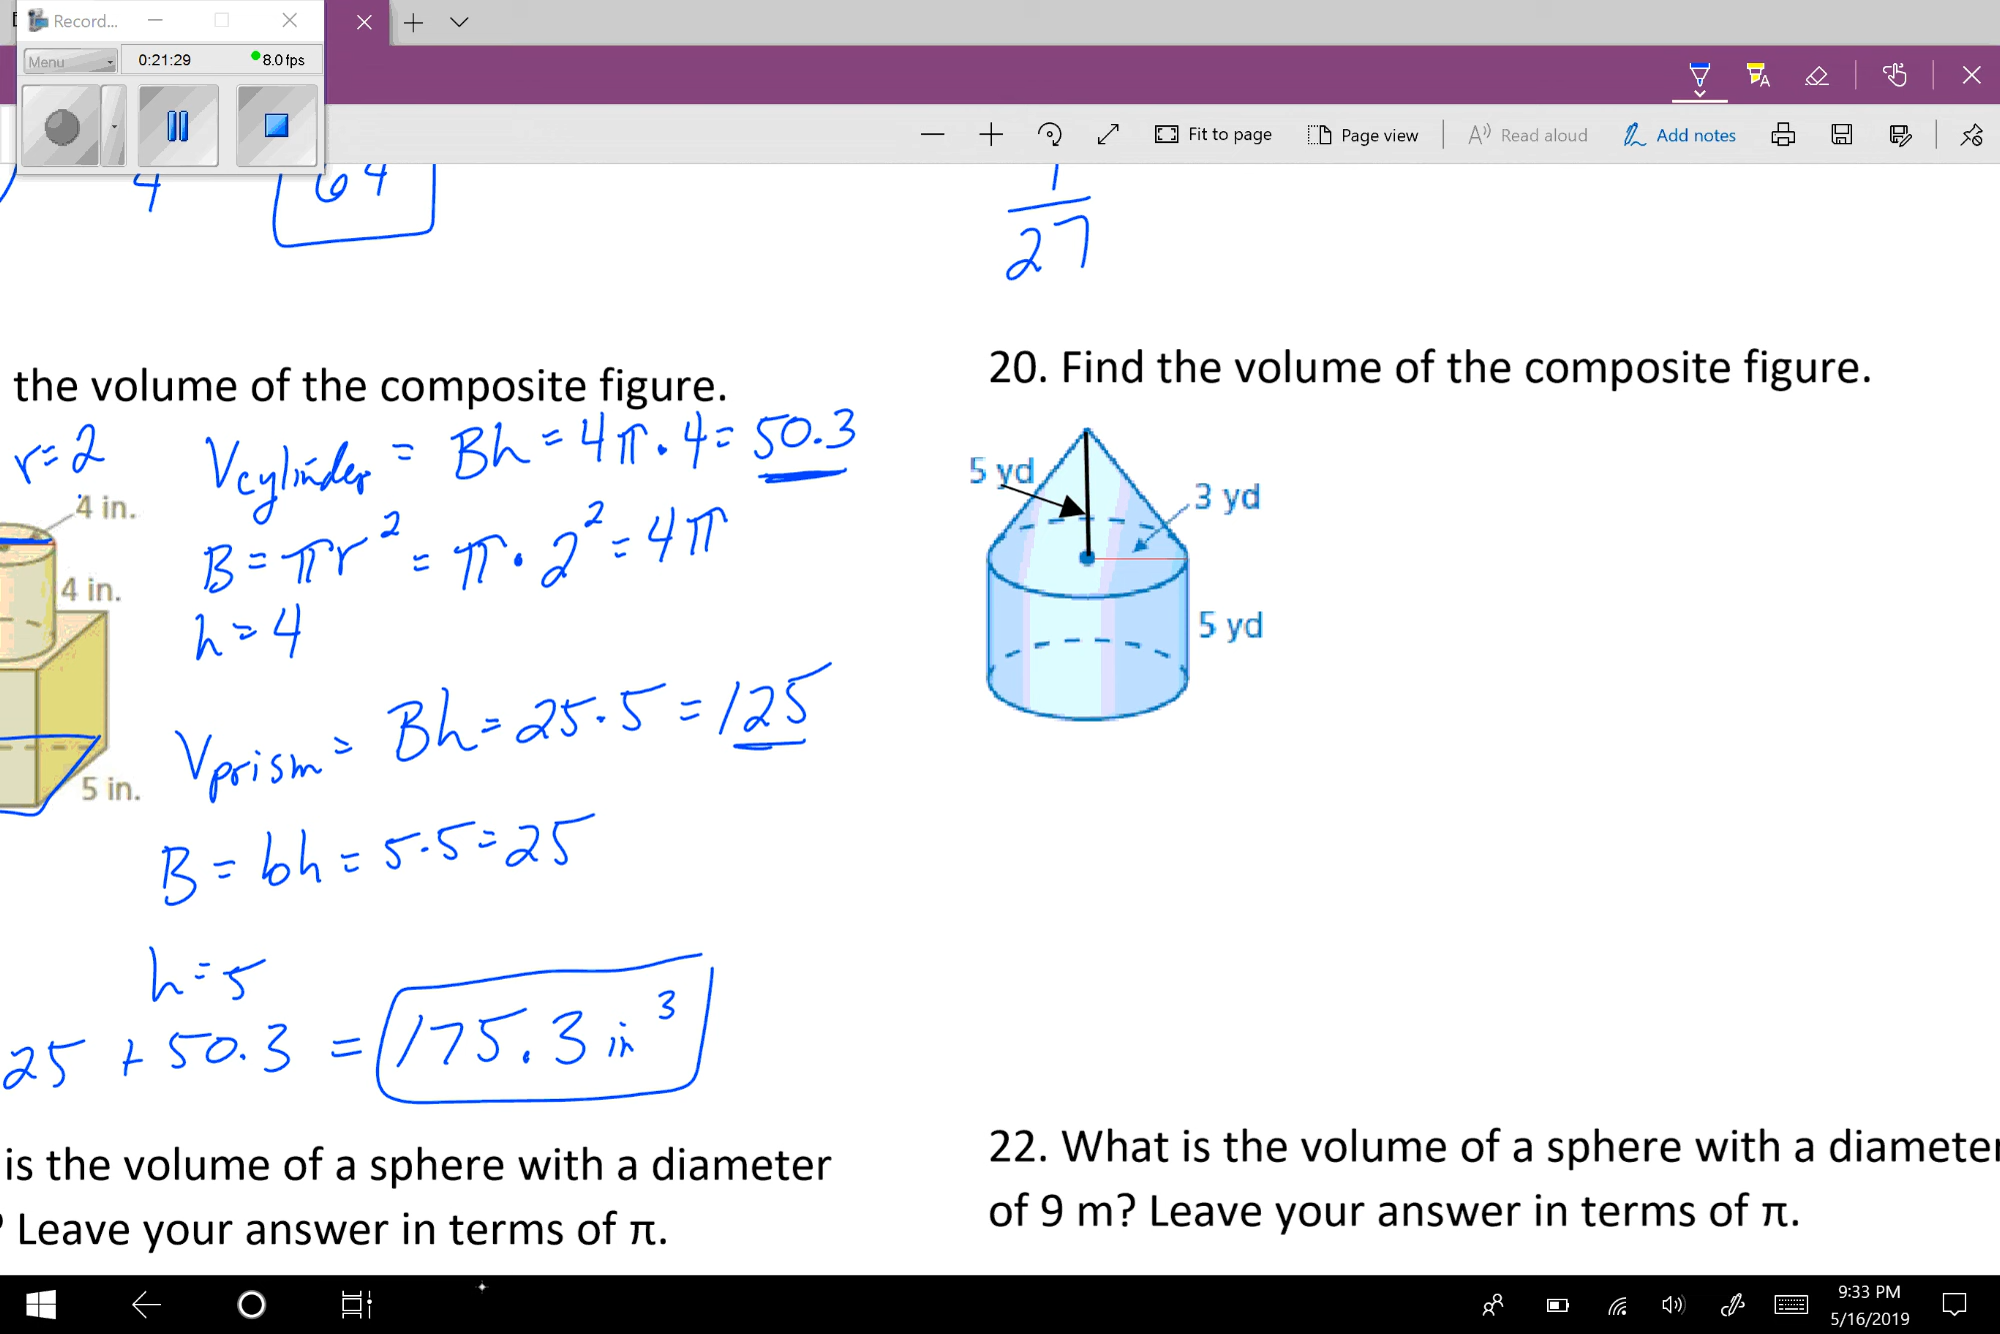 Record...
Menu 0:21:29 8.0 fps
Fit to page Page view Read aloud Add notes
4 64
1
27
the volume of the composite figure.
r=2 Vcylinder = Bh = 4π·4 = 50.3
4 in.
B = πr² = π·2² = 4π
4 in.
h = 4
Vprism = Bh = 25·5 = 125
5 in.
B = bh = 5·5 = 25
h = 5
25 + 50.3 = 175.3 in³
is the volume of a sphere with a diameter
? Leave your answer in terms of π.
20. Find the volume of the composite figure.
5 yd
3 yd
5 yd
22. What is the volume of a sphere with a diameter
of 9 m? Leave your answer in terms of π.
9:33 PM
5/16/2019